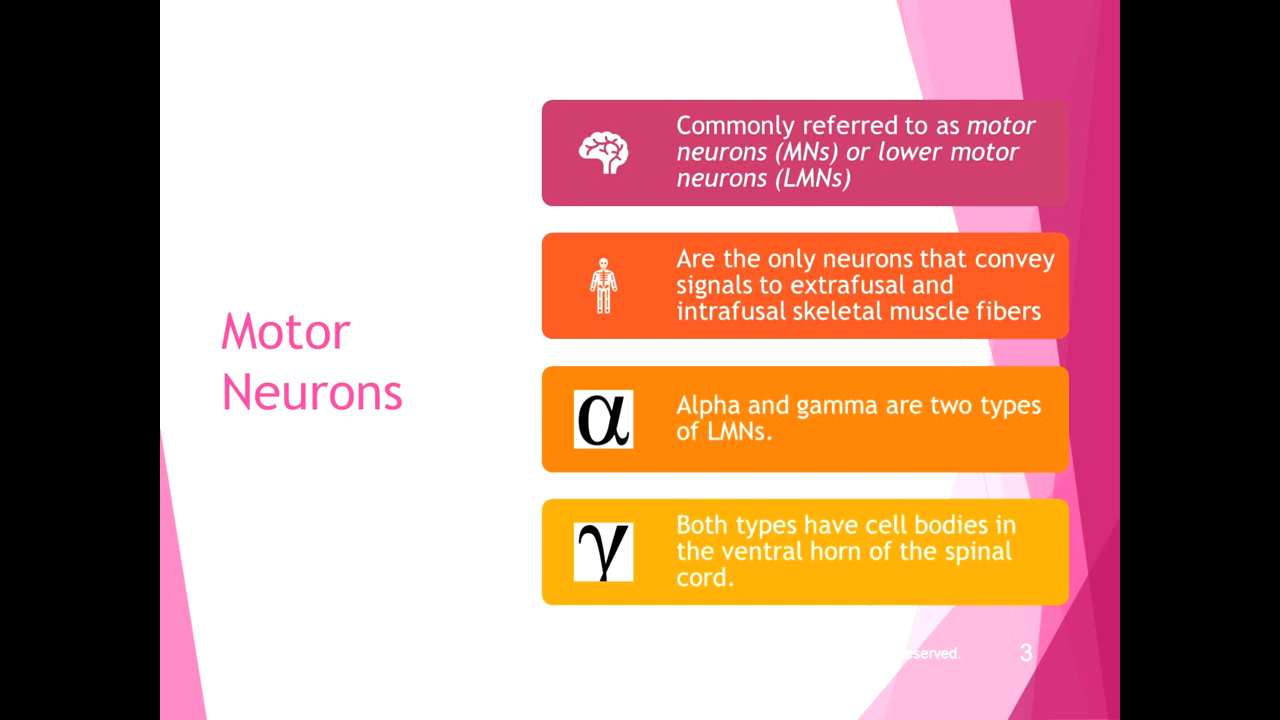 Motor
Neurons
Commonly referred to as motor
neurons (MNs) or lower motor
neurons (LMNs)
Are the only neurons that convey
signals to extrafusal and
intrafusal skeletal muscle fibers
α
Alpha and gamma are two types
of LMNs.
γ
Both types have cell bodies in
the ventral horn of the spinal
cord.
3